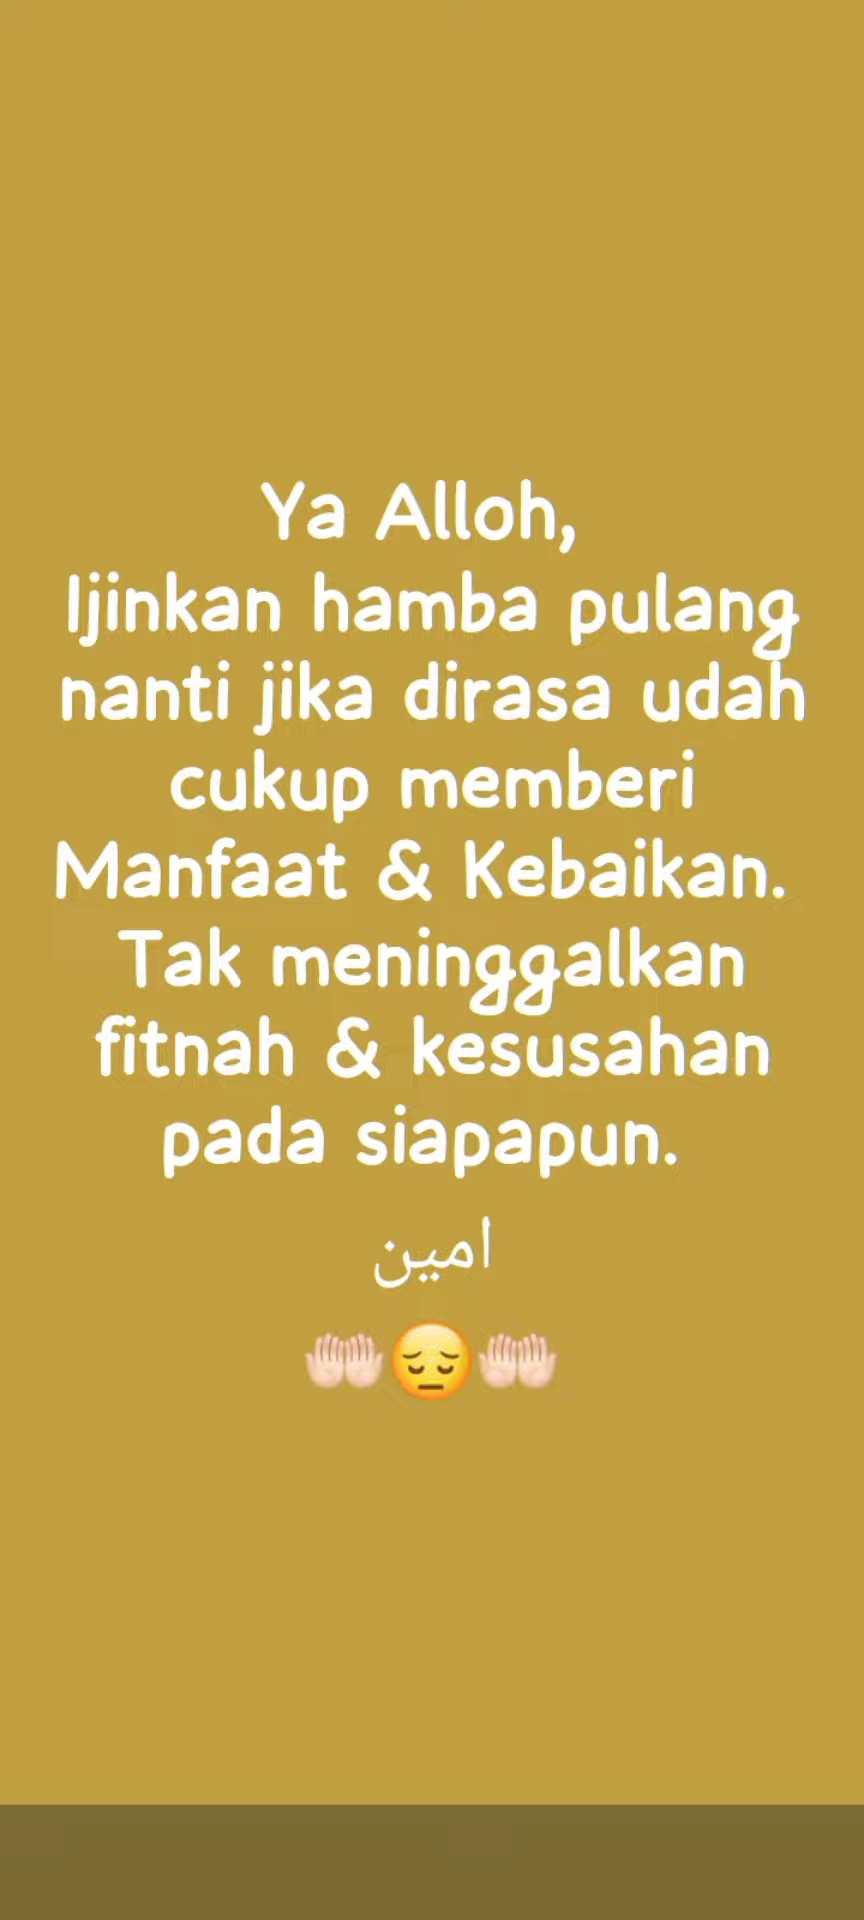 Ya Alloh,
Ijinkan hamba pulang
nanti jika dirasa udah
cukup memberi
Manfaat & Kebaikan.
Tak meninggalkan
fitnah & kesusahan
pada siapapun.
امين
🤲🏻😔🤲🏻